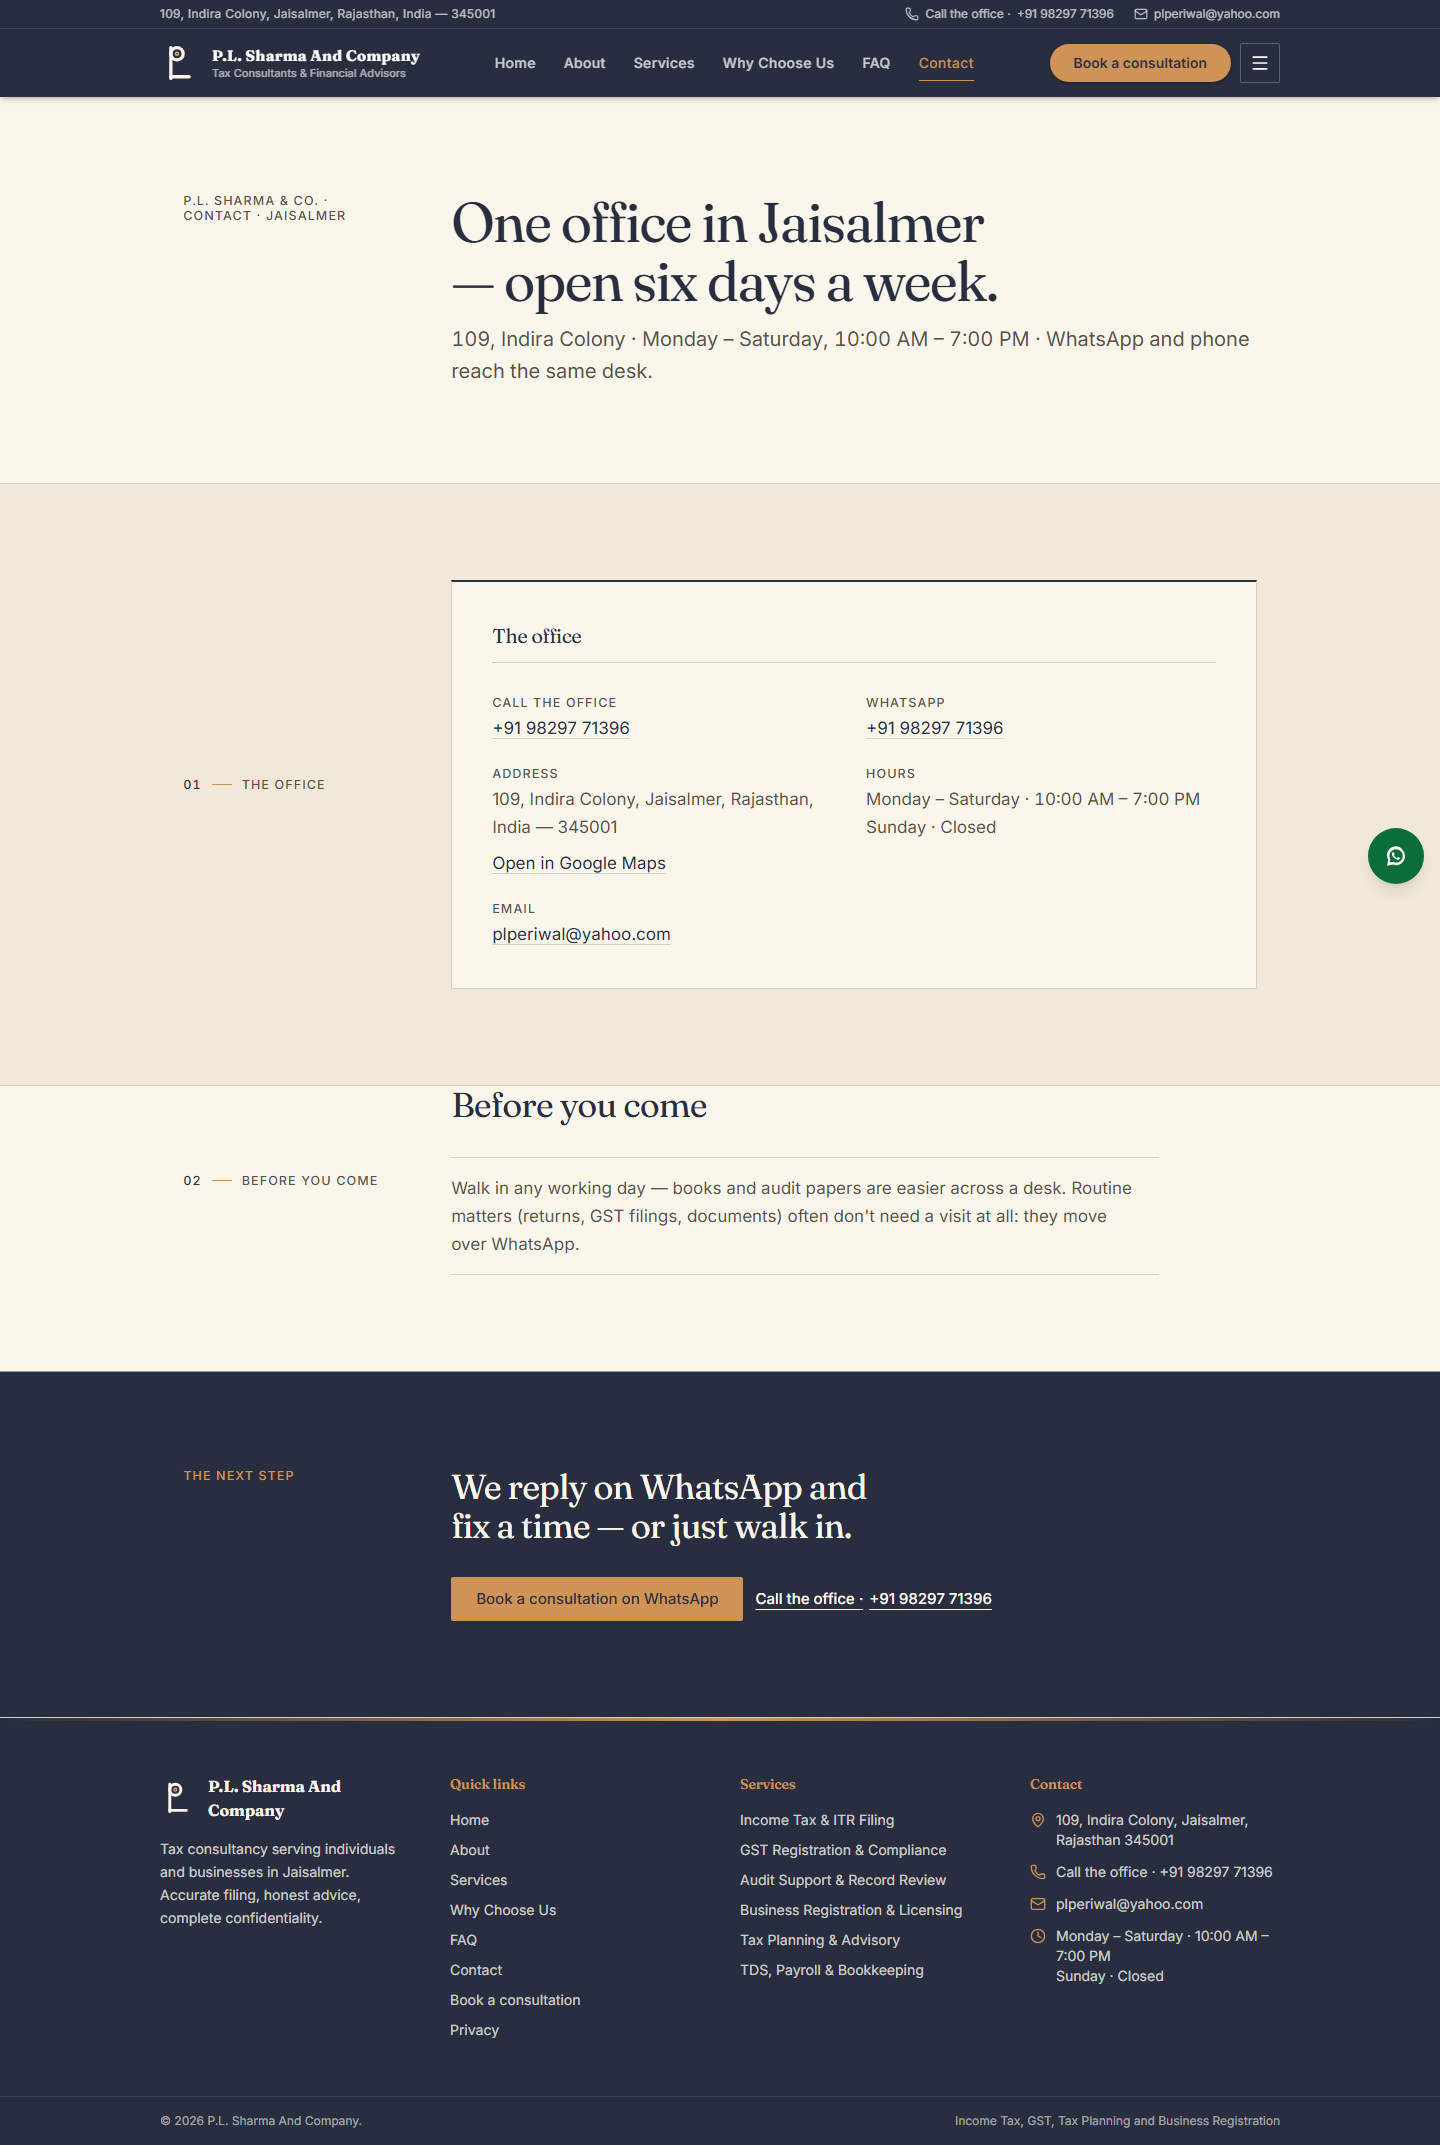 109, Indira Colony, Jaisalmer, Rajasthan, India — 345001
Call the office · +91 98297 71396
plperiwal@yahoo.com
P.L. Sharma And Company
Tax Consultants & Financial Advisors
Home
About
Services
Why Choose Us
FAQ
Contact
Book a consultation
P.L. SHARMA & CO. ·
CONTACT · JAISALMER
One office in Jaisalmer
— open six days a week.
109, Indira Colony · Monday – Saturday, 10:00 AM – 7:00 PM · WhatsApp and phone
reach the same desk.
01 — THE OFFICE
The office
CALL THE OFFICE
+91 98297 71396
WHATSAPP
+91 98297 71396
ADDRESS
109, Indira Colony, Jaisalmer, Rajasthan,
India — 345001
Open in Google Maps
HOURS
Monday – Saturday · 10:00 AM – 7:00 PM
Sunday · Closed
EMAIL
plperiwal@yahoo.com
02 — BEFORE YOU COME
Before you come
Walk in any working day — books and audit papers are easier across a desk. Routine
matters (returns, GST filings, documents) often don't need a visit at all: they move
over WhatsApp.
THE NEXT STEP
We reply on WhatsApp and
fix a time — or just walk in.
Book a consultation on WhatsApp
Call the office · +91 98297 71396
P.L. Sharma And
Company
Tax consultancy serving individuals
and businesses in Jaisalmer.
Accurate filing, honest advice,
complete confidentiality.
Quick links
Home
About
Services
Why Choose Us
FAQ
Contact
Book a consultation
Privacy
Services
Income Tax & ITR Filing
GST Registration & Compliance
Audit Support & Record Review
Business Registration & Licensing
Tax Planning & Advisory
TDS, Payroll & Bookkeeping
Contact
109, Indira Colony, Jaisalmer,
Rajasthan 345001
Call the office · +91 98297 71396
plperiwal@yahoo.com
Monday – Saturday · 10:00 AM –
7:00 PM
Sunday · Closed
© 2026 P.L. Sharma And Company.
Income Tax, GST, Tax Planning and Business Registration